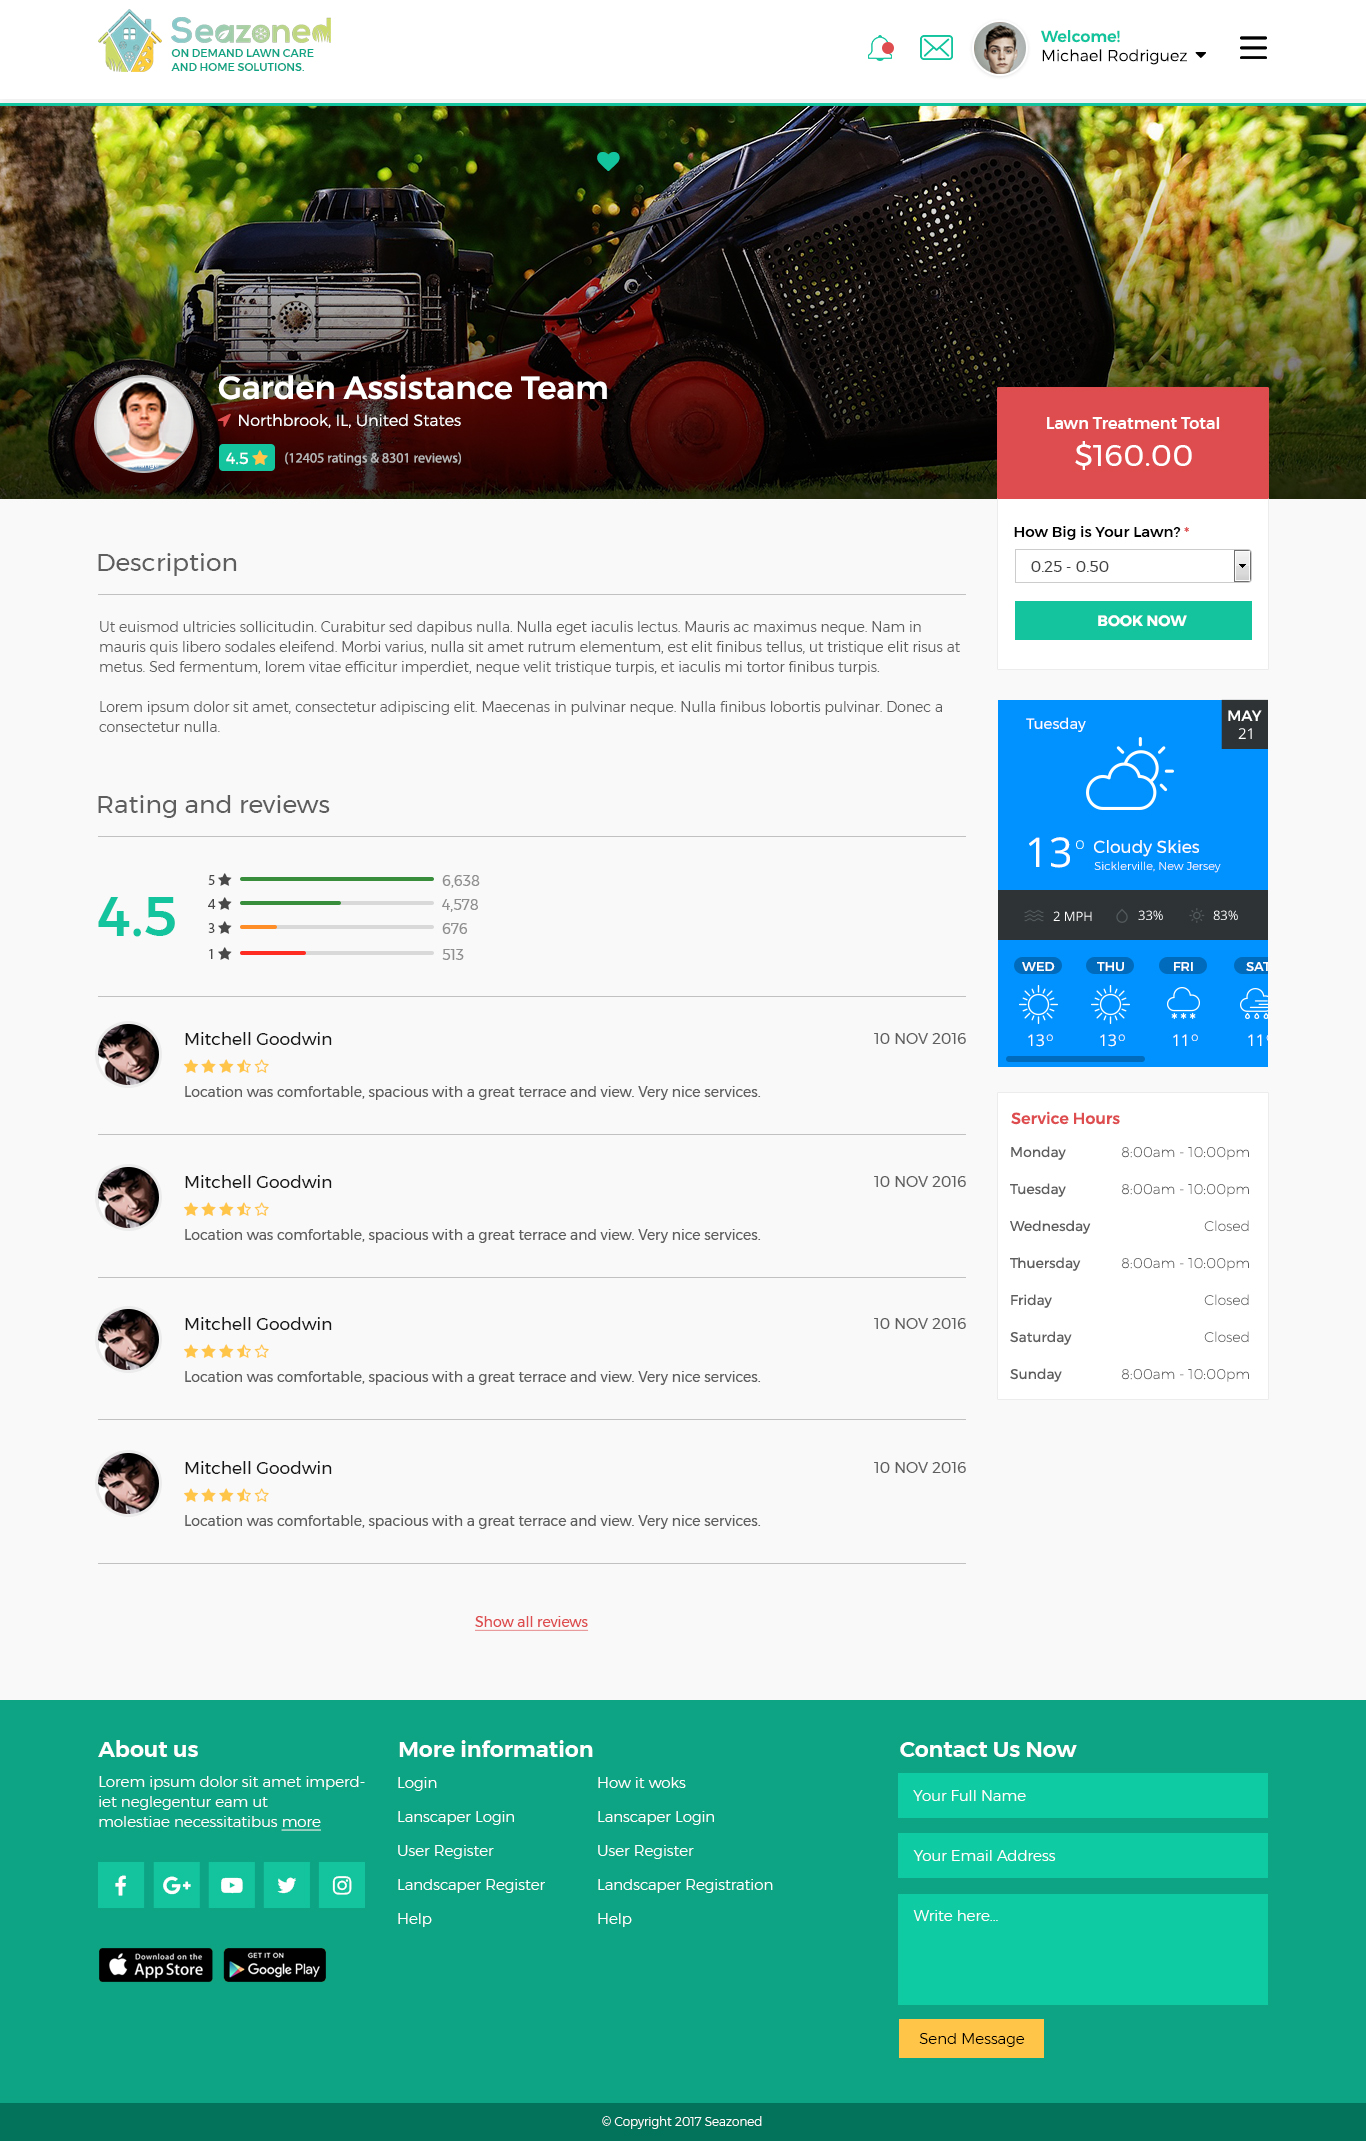 Seazoned
ON DEMAND LAWN CARE
AND HOME SOLUTIONS.
Welcome!
Michael Rodriguez
Garden Assistance Team
Northbrook, IL, United States
4.5 (12405 ratings & 8301 reviews)
Lawn Treatment Total
$160.00
How Big is Your Lawn? *
0.25 - 0.50
BOOK NOW
Description
Ut euismod ultricies sollicitudin. Curabitur sed dapibus nulla. Nulla eget iaculis lectus. Mauris ac maximus neque. Nam in
mauris quis libero sodales eleifend. Morbi varius, nulla sit amet rutrum elementum, est elit finibus tellus, ut tristique elit risus at
metus. Sed fermentum, lorem vitae efficitur imperdiet, neque velit tristique turpis, et iaculis mi tortor finibus turpis.
Lorem ipsum dolor sit amet, consectetur adipiscing elit. Maecenas in pulvinar neque. Nulla finibus lobortis pulvinar. Donec a
consectetur nulla.
Rating and reviews
4.5
5 6,638
4 4,578
3 676
1 513
Mitchell Goodwin
10 NOV 2016
Location was comfortable, spacious with a great terrace and view. Very nice services.
Mitchell Goodwin
10 NOV 2016
Location was comfortable, spacious with a great terrace and view. Very nice services.
Mitchell Goodwin
10 NOV 2016
Location was comfortable, spacious with a great terrace and view. Very nice services.
Mitchell Goodwin
10 NOV 2016
Location was comfortable, spacious with a great terrace and view. Very nice services.
Show all reviews
Tuesday
MAY
21
13°
Cloudy Skies
Sicklerville, New Jersey
2 MPH 33% 83%
WED THU FRI SAT
13° 13° 11° 11°
Service Hours
Monday 8:00am - 10:00pm
Tuesday 8:00am - 10:00pm
Wednesday Closed
Thuersday 8:00am - 10:00pm
Friday Closed
Saturday Closed
Sunday 8:00am - 10:00pm
About us
Lorem ipsum dolor sit amet imperd-
iet neglegentur eam ut
molestiae necessitatibus more
G+
Download on the
App Store
GET IT ON
Google Play
More information
Login
Lanscaper Login
User Register
Landscaper Register
Help
How it woks
Lanscaper Login
User Register
Landscaper Registration
Help
Contact Us Now
Your Full Name
Your Email Address
Write here...
Send Message
© Copyright 2017 Seazoned